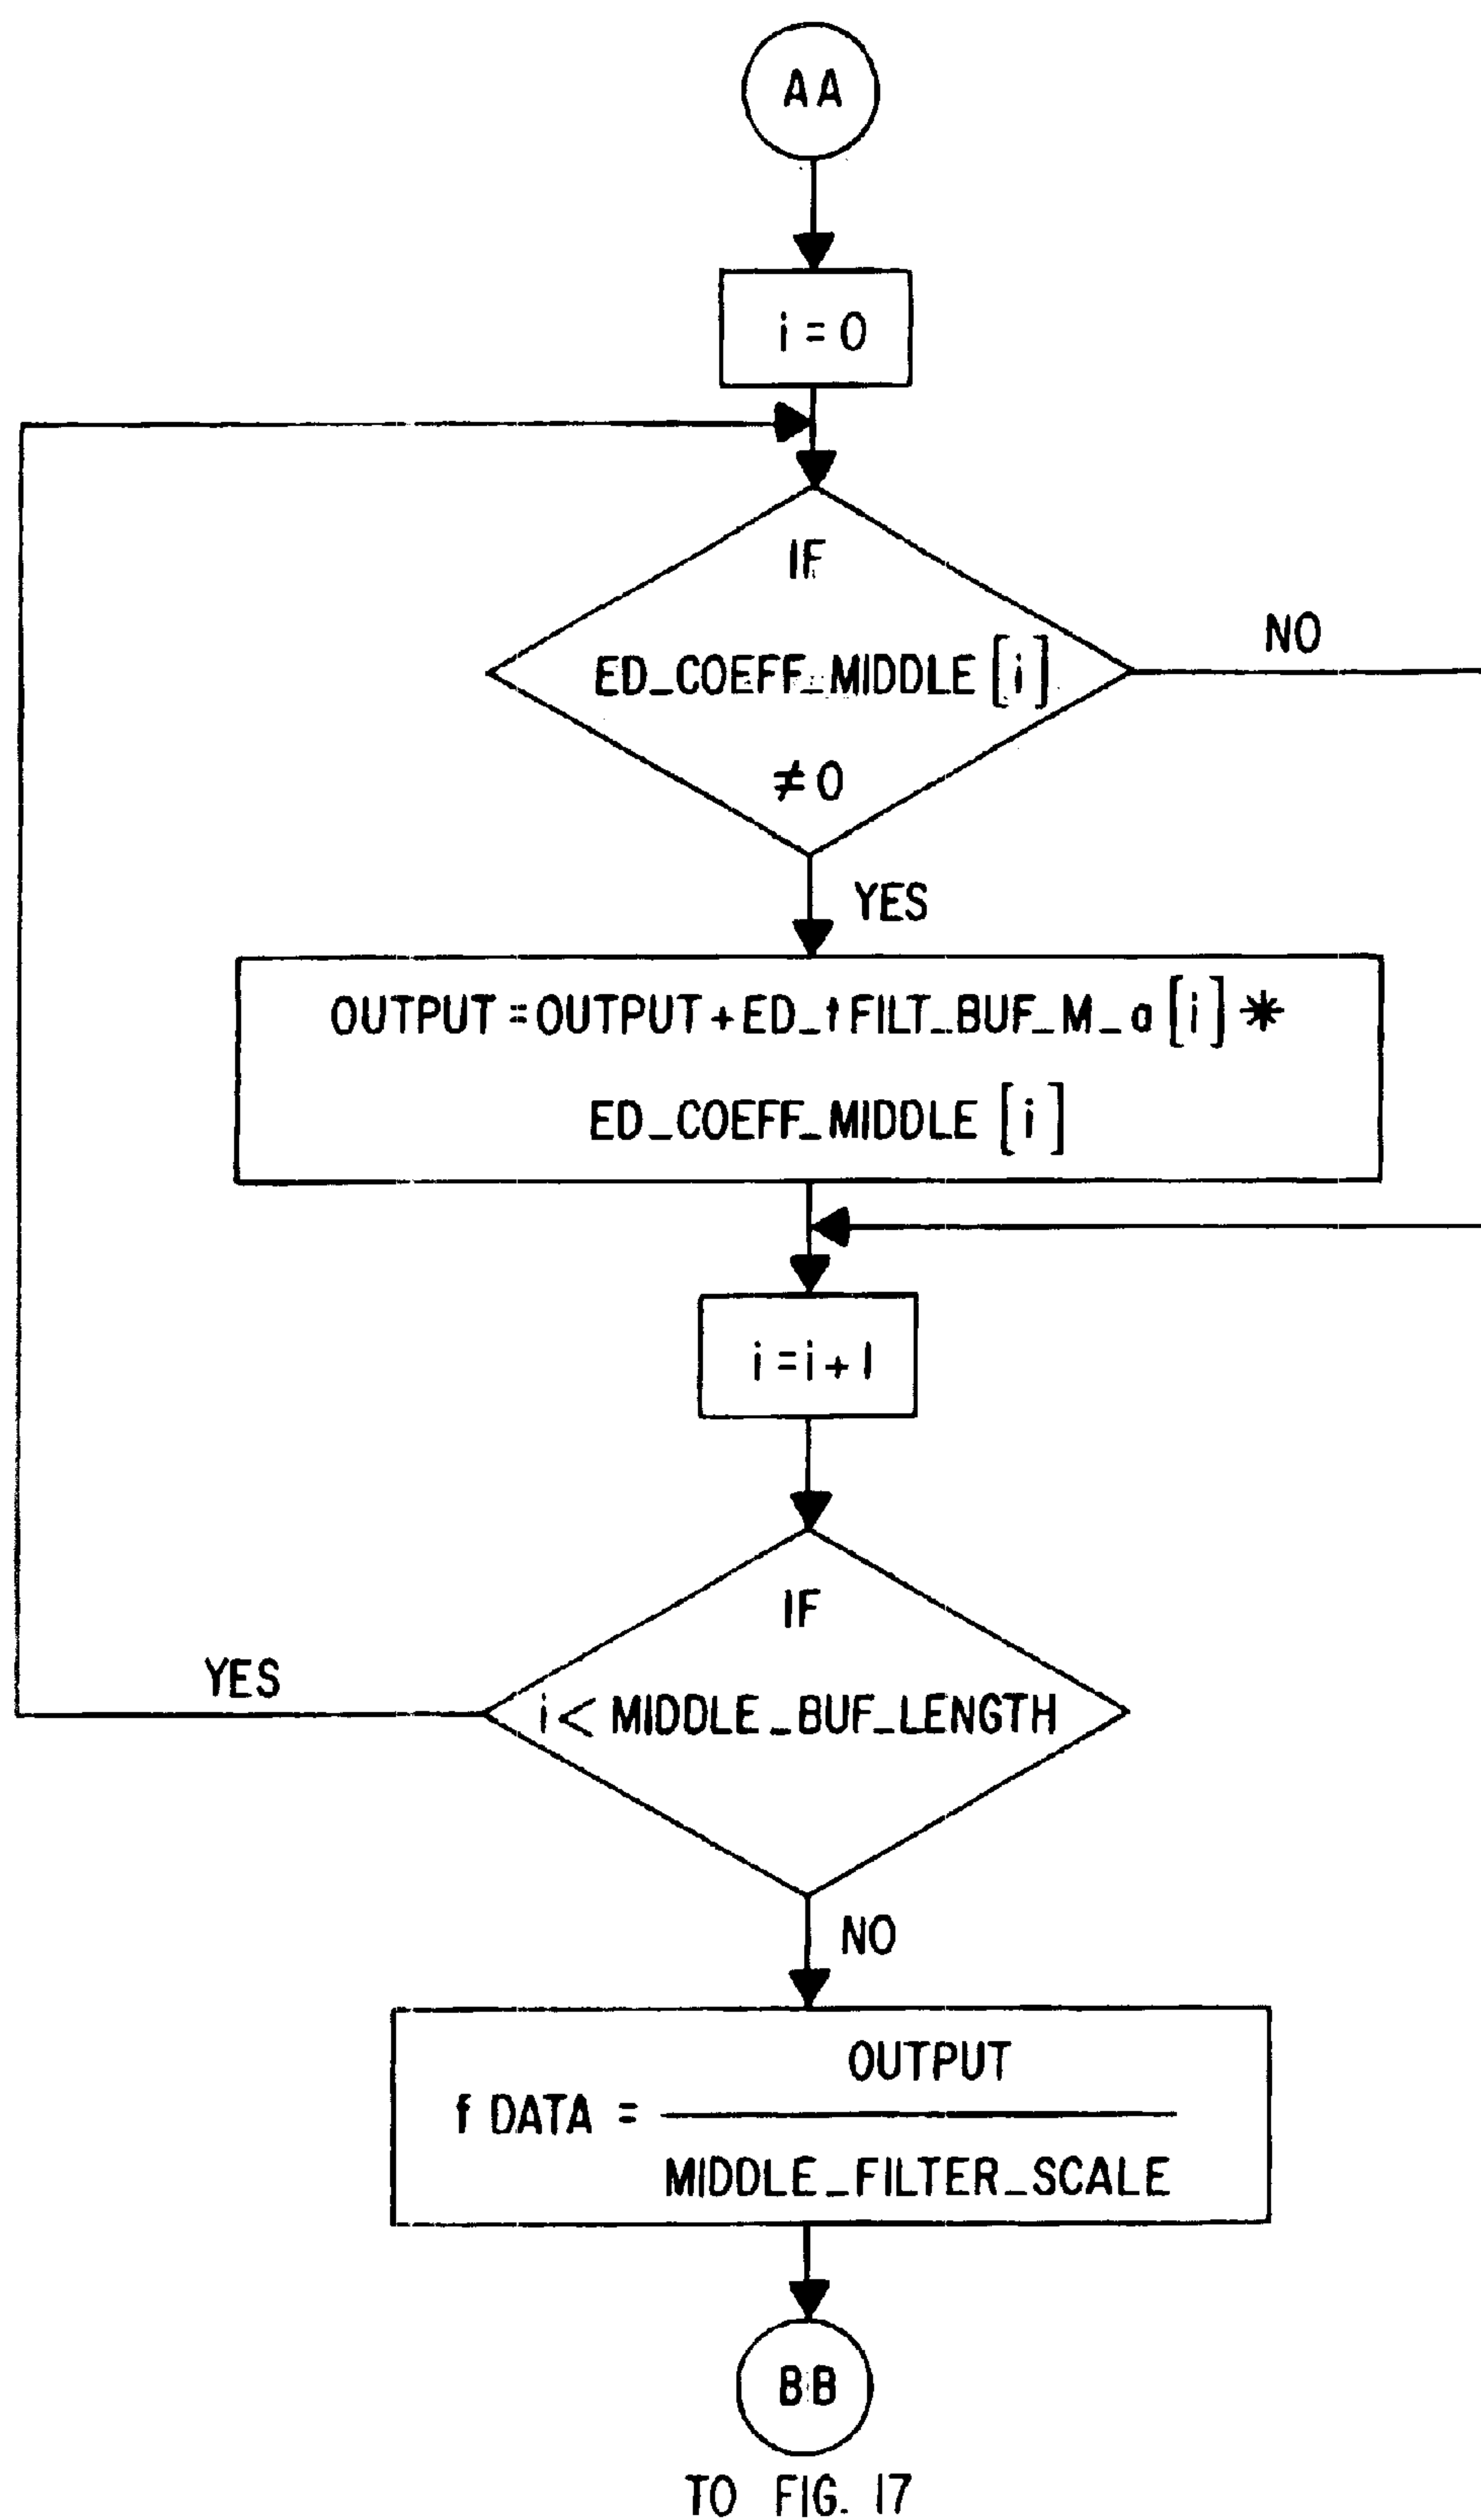 AA
i = 0
IF
ED_COEFF_MIDDLE [i]
≠ 0
NO
YES
OUTPUT = OUTPUT + ED_tFILT_BUF_M_a [i] *
ED_COEFF_MIDDLE [i]
i = i + 1
IF
i < MIDDLE_BUF_LENGTH
YES
NO
OUTPUT
f DATA =
MIDDLE_FILTER_SCALE
BB
TO FIG. 17